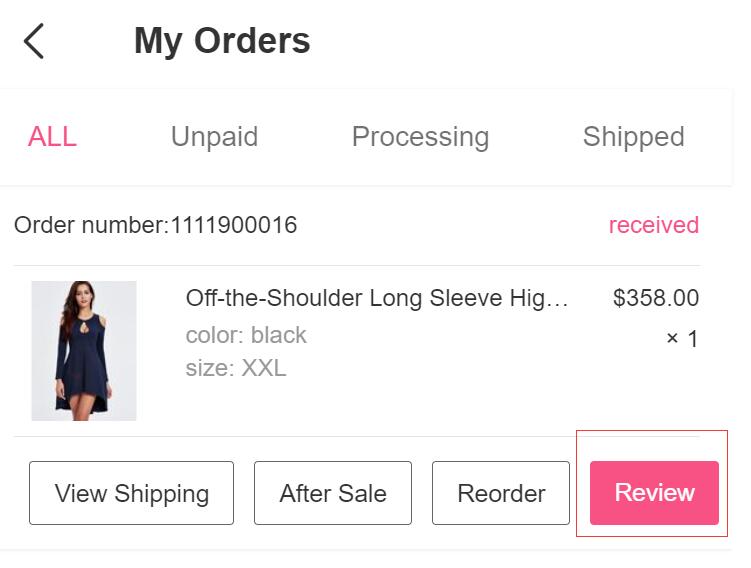 My Orders
ALL Unpaid Processing Shipped
Order number:1111900016 received
Off-the-Shoulder Long Sleeve Hig... $358.00
color: black × 1
size: XXL
View Shipping After Sale Reorder Review